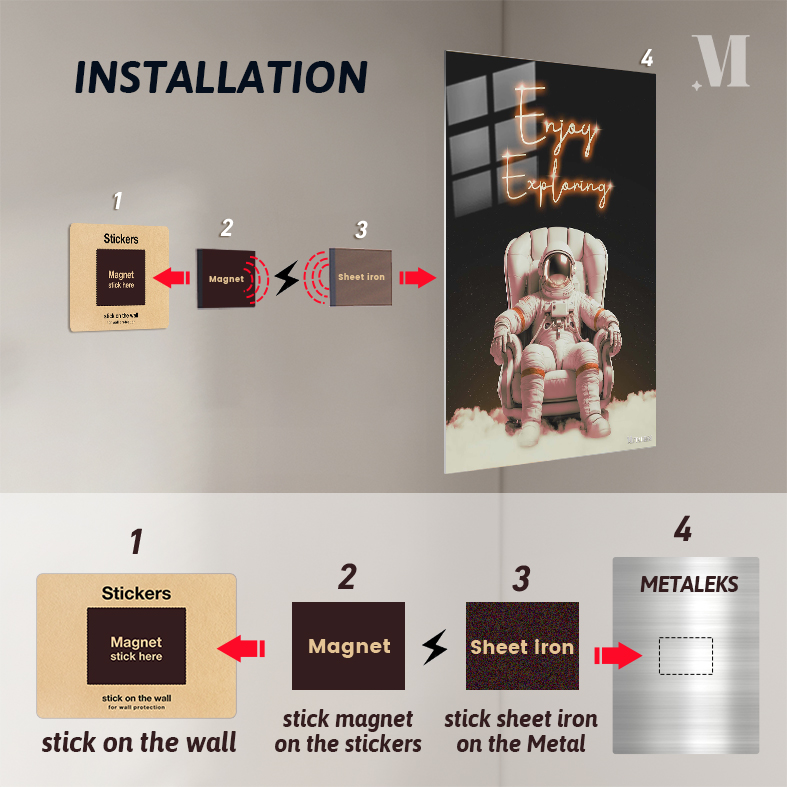 INSTALLATION
M
4
Enjoy
Exploring
1
2
3
Stickers
Magnet
stick here
stick on the wall
for wall protection
Magnet
Sheet iron
1
2
3
4
Stickers
Magnet
stick here
stick on the wall
for wall protection
Magnet
Sheet iron
METALEKS
stick on the wall
stick magnet
on the stickers
stick sheet iron
on the Metal